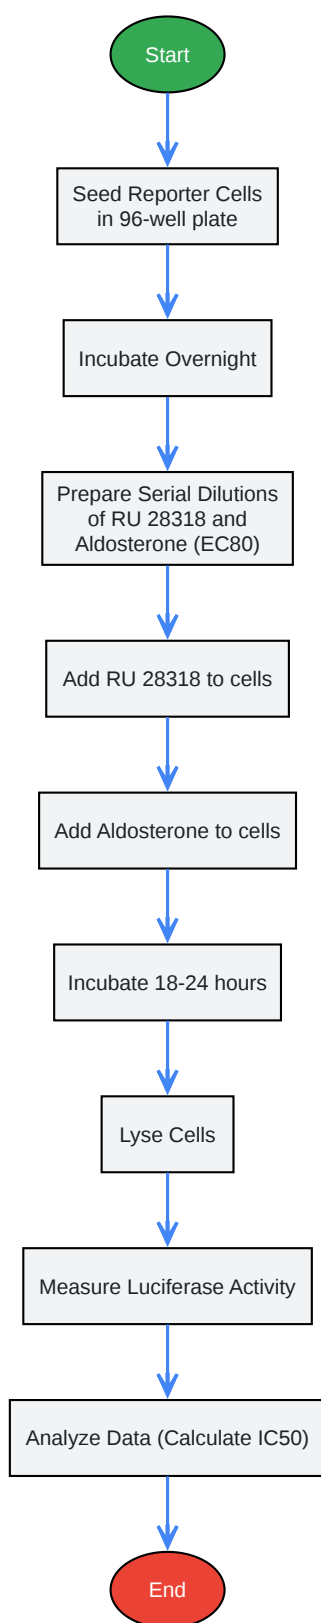 Start
Seed Reporter Cells
in 96-well plate
Incubate Overnight
Prepare Serial Dilutions
of RU 28318 and
Aldosterone (EC80)
Add RU 28318 to cells
Add Aldosterone to cells
Incubate 18-24 hours
Lyse Cells
Measure Luciferase Activity
Analyze Data (Calculate IC50)
End